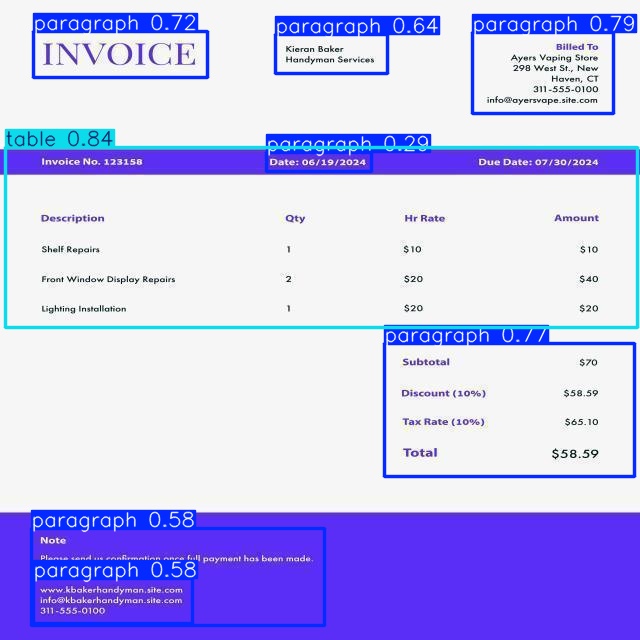 paragraph 0.72
INVOICE
paragraph 0.64
Kieran Baker
Handyman Services
paragraph 0.79
Billed To
Ayers Vaping Store
298 West St., New
Haven, CT
311-555-0100
info@ayersvape.site.com
table 0.84
paragraph 0.29
Invoice No. 123158 Date: 06/19/2024 Due Date: 07/30/2024
Description Qty Hr Rate Amount
Shelf Repairs 1 $10 $10
Front Window Display Repairs 2 $20 $40
Lighting Installation 1 $20 $20
paragraph 0.77
Subtotal $70
Discount (10%) $58.59
Tax Rate (10%) $65.10
Total $58.59
paragraph 0.58
Note
Please send us confirmation once full payment has been made.
paragraph 0.58
www.kbakerhandyman.site.com
info@kbakerhandyman.site.com
311-555-0100